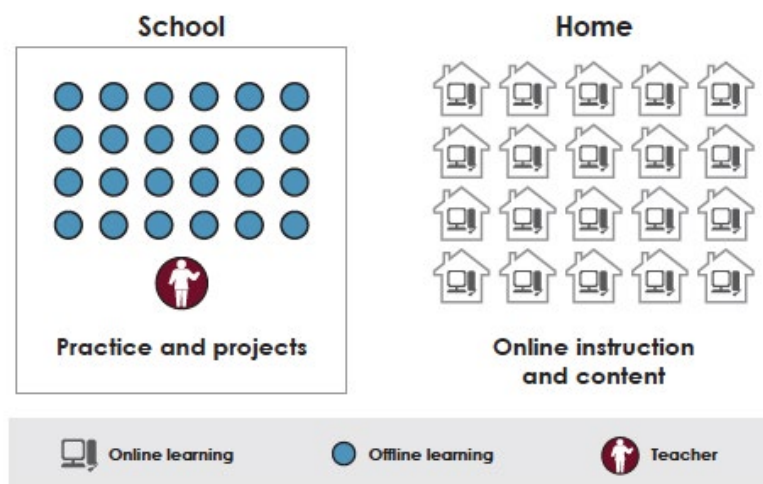 School
Home
Practice and projects
Online instruction
and content
Online learning
Offline learning
Teacher